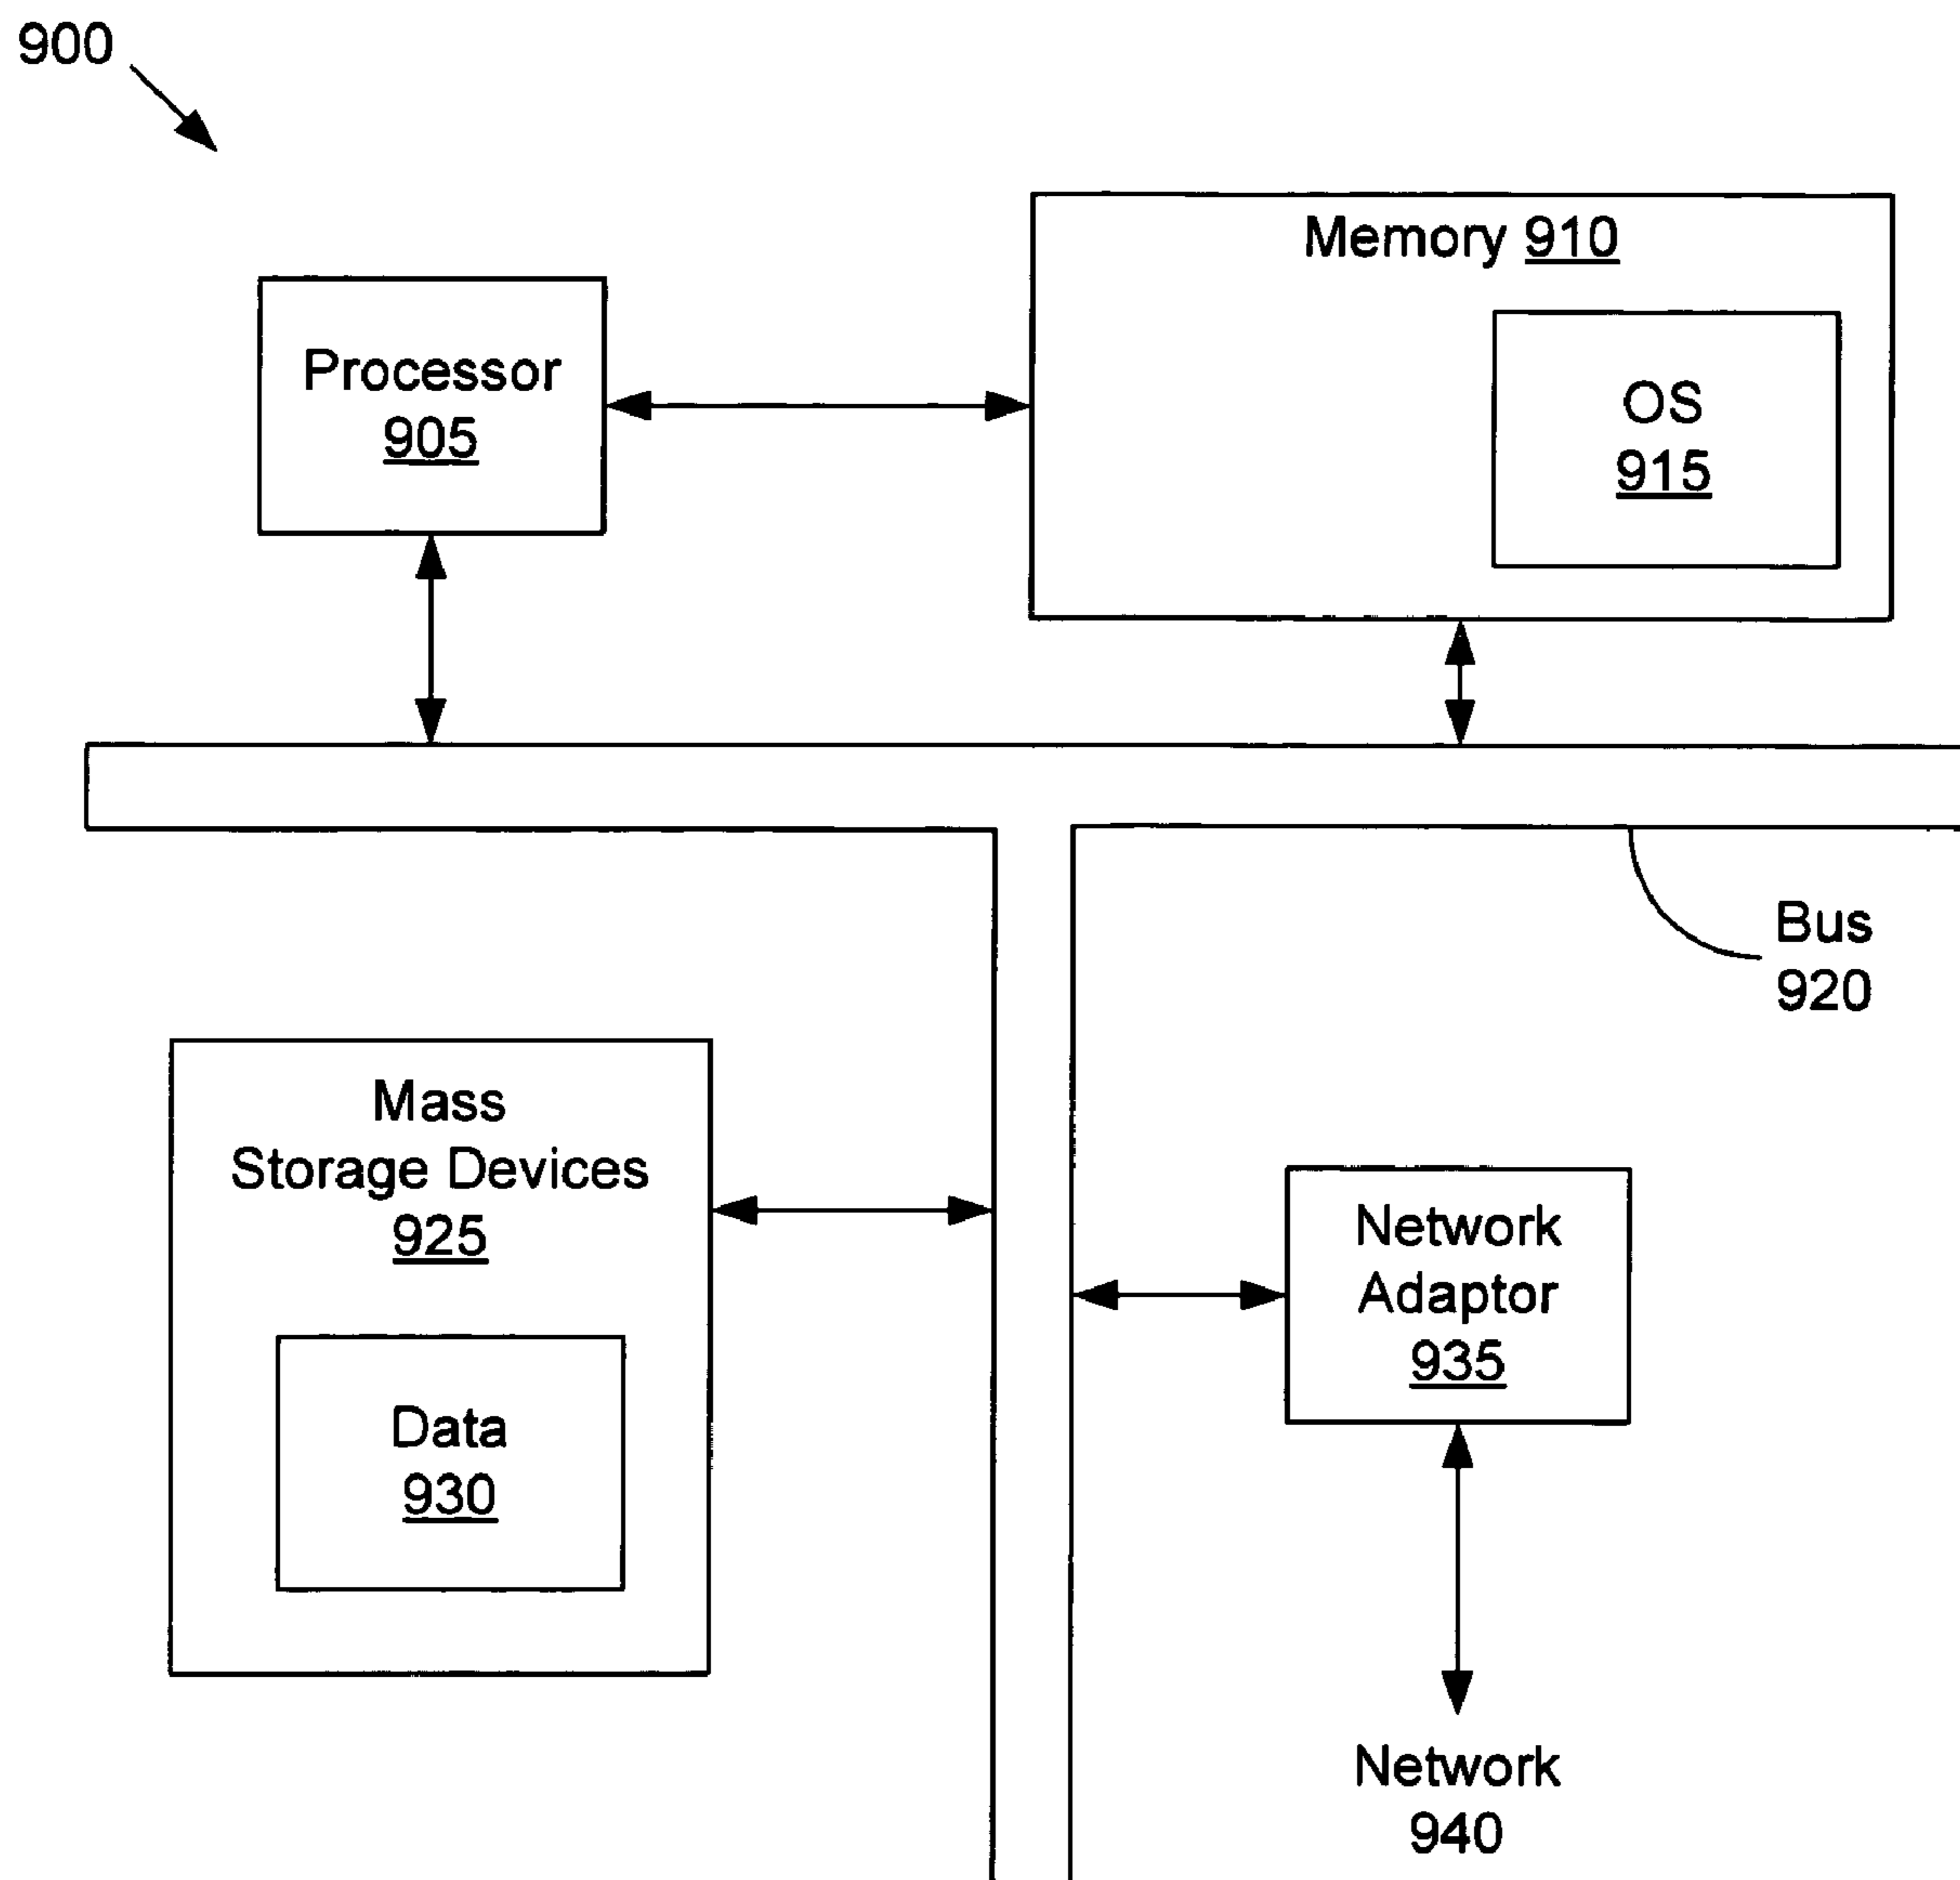 900
Memory 910
Processor
905
OS
915
Bus
920
Mass
Storage Devices
925
Data
930
Network
Adaptor
935
Network
940